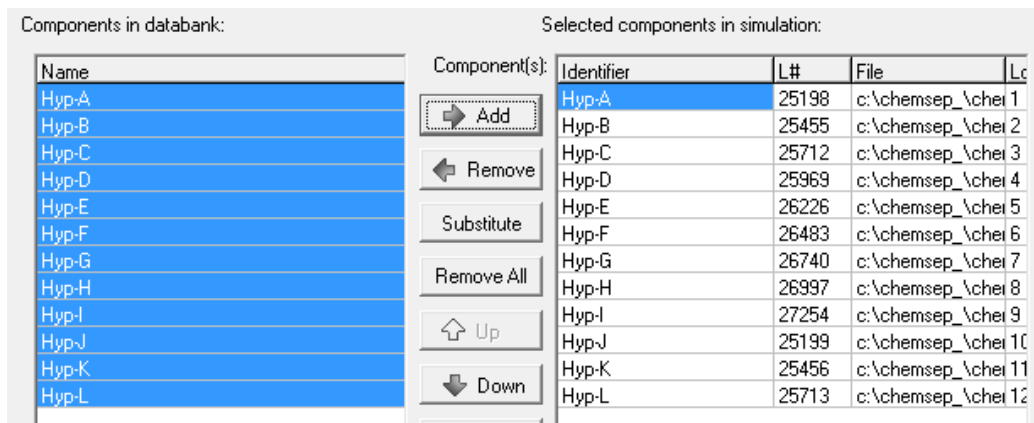 Components in databank:
Selected components in simulation:
Name
Hyp-A
Hyp-B
Hyp-C
Hyp-D
Hyp-E
Hyp-F
Hyp-G
Hyp-H
Hyp-I
Hyp-J
Hyp-K
Hyp-L
Component(s):
Add
Remove
Substitute
Remove All
Up
Down
Identifier L# File
Hyp-A 25198 c:\chemsep_\che 1
Hyp-B 25455 c:\chemsep_\che 2
Hyp-C 25712 c:\chemsep_\che 3
Hyp-D 25969 c:\chemsep_\che 4
Hyp-E 26226 c:\chemsep_\che 5
Hyp-F 26483 c:\chemsep_\che 6
Hyp-G 26740 c:\chemsep_\che 7
Hyp-H 26997 c:\chemsep_\che 8
Hyp-I 27254 c:\chemsep_\che 9
Hyp-J 25199 c:\chemsep_\che 10
Hyp-K 25456 c:\chemsep_\che 11
Hyp-L 25713 c:\chemsep_\che 12